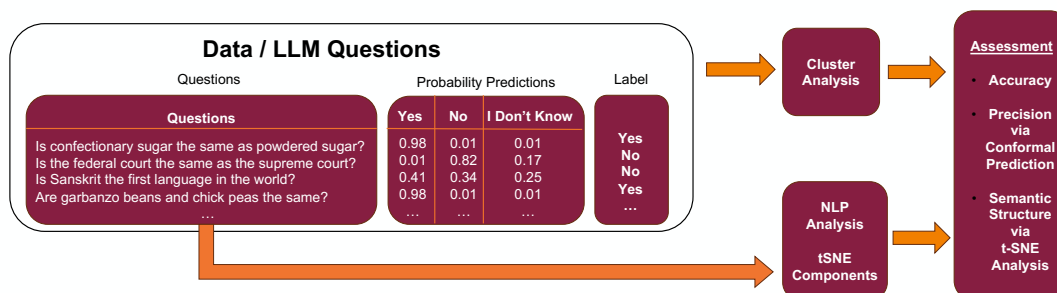 Data / LLM Questions
Questions
Probability Predictions
Label
Questions
Is confectionary sugar the same as powdered sugar?
Is the federal court the same as the supreme court?
Is Sanskrit the first language in the world?
Are garbanzo beans and chick peas the same?
...
Yes No I Don't Know
0.98 0.01 0.01
0.01 0.82 0.17
0.41 0.34 0.25
0.98 0.01 0.01
... ... ...
Yes
No
No
Yes
...
Cluster
Analysis
NLP
Analysis
tSNE
Components
Assessment
• Accuracy
• Precision
via
Conformal
Prediction
• Semantic
Structure
via
t-SNE
Analysis